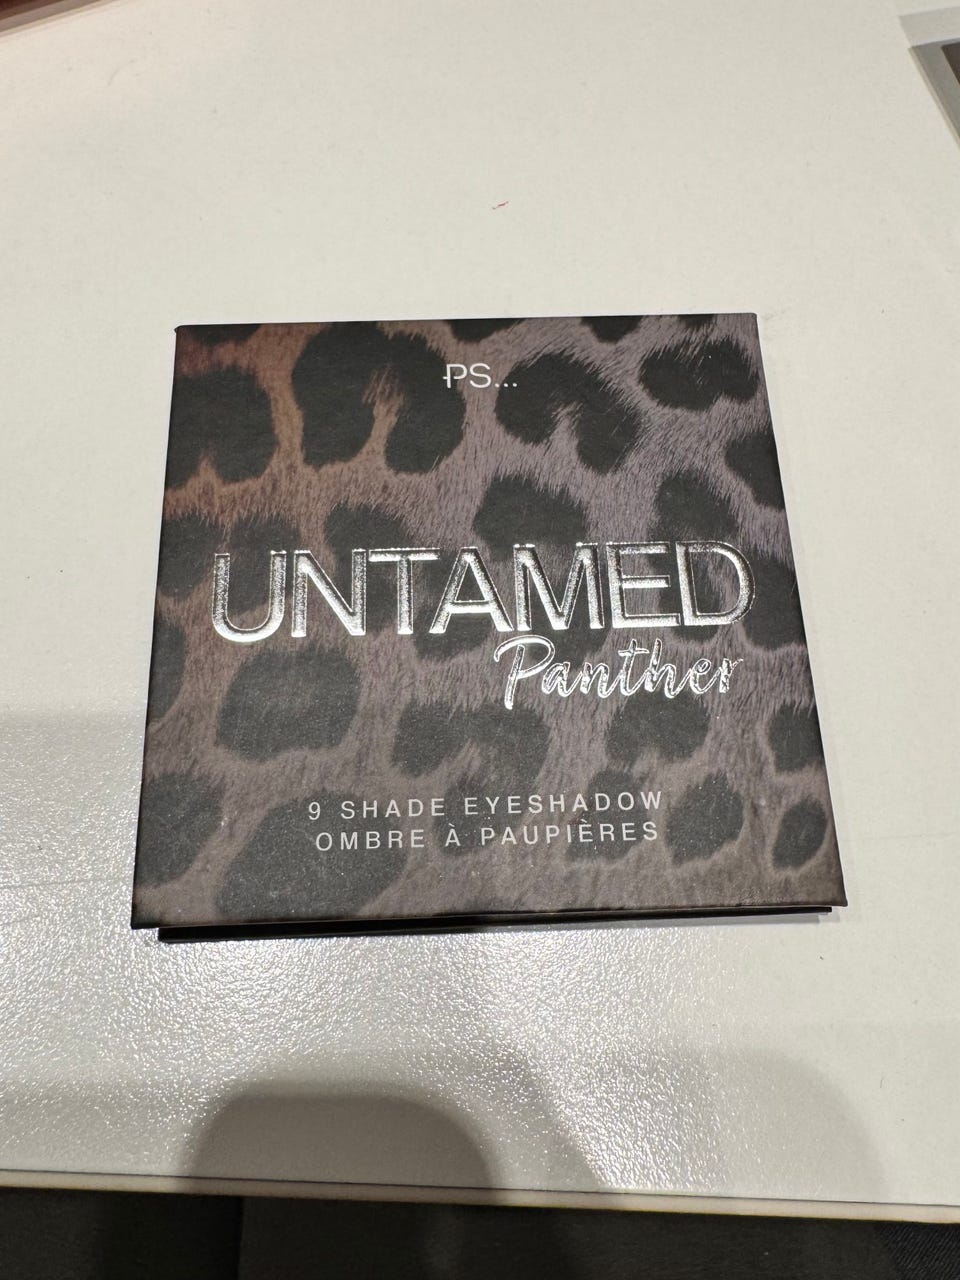 PS...
UNTAMED
Panther
9 SHADE EYESHADOW
OMBRE À PAUPIÈRES